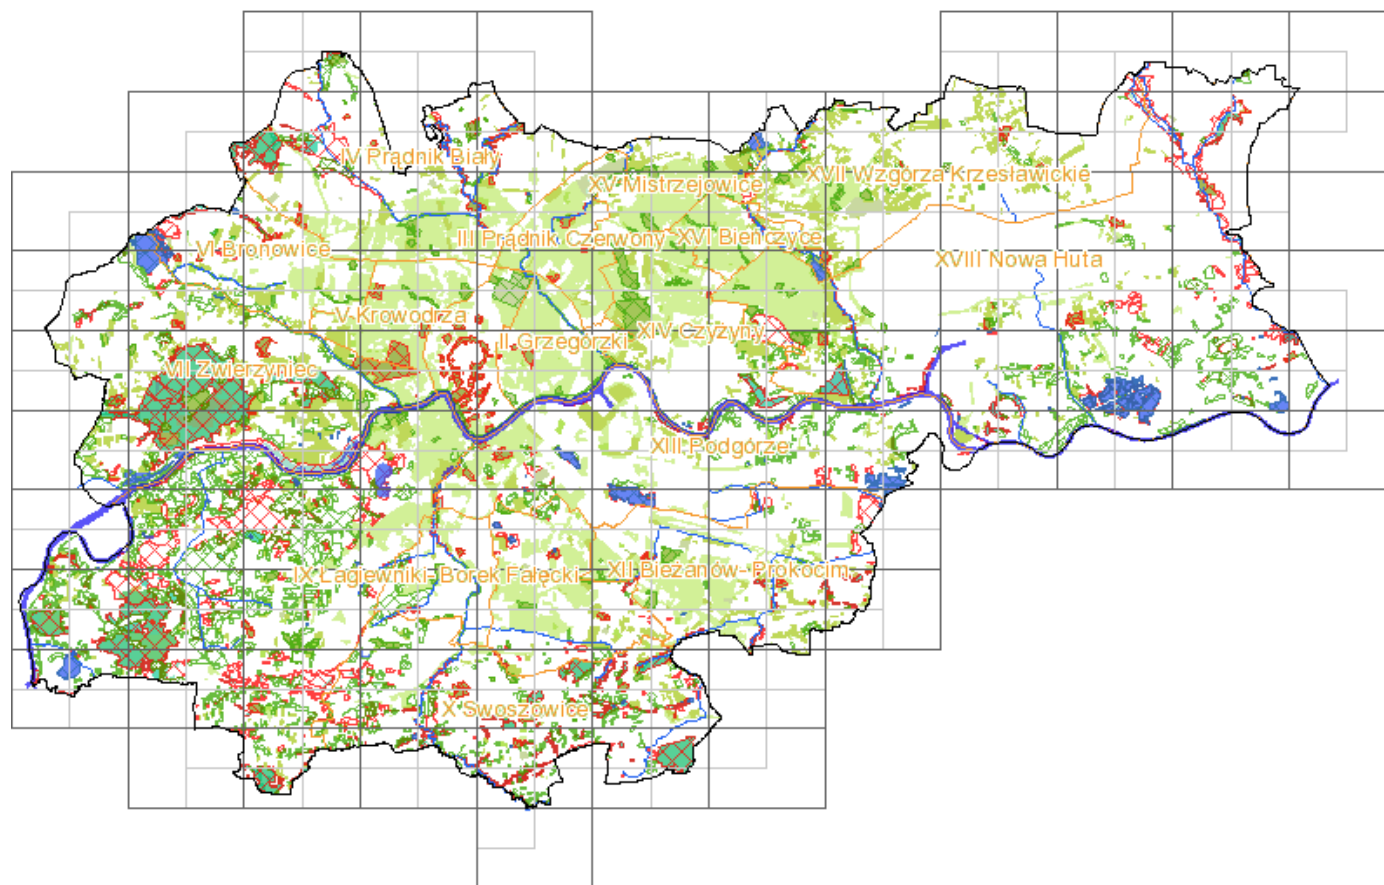 IV Prądnik Biały
XVII Wzgórza Krzesławickie
XV Mistrzejowice
III Prądnik Czerwony
XVI Bieńczyce
VI Bronowice
XVIII Nowa Huta
V Krowodrza
XIV Czyżyny
II Grzegórzki
VII Zwierzyniec
XIII Podgórze
IX Łagiewniki- Borek Fałęcki
XII Bieżanów- Prokocim
X Swoszowice